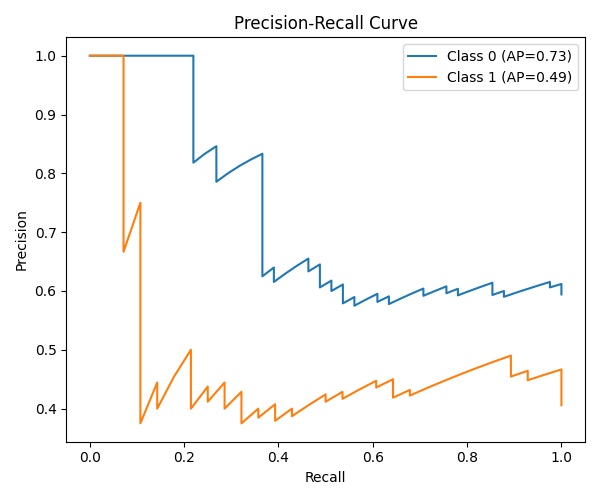 Precision-Recall Curve
Class 0 (AP=0.73)
Class 1 (AP=0.49)
Precision
1.0
0.9
0.8
0.7
0.6
0.5
0.4
0.0 0.2 0.4 0.6 0.8 1.0
Recall